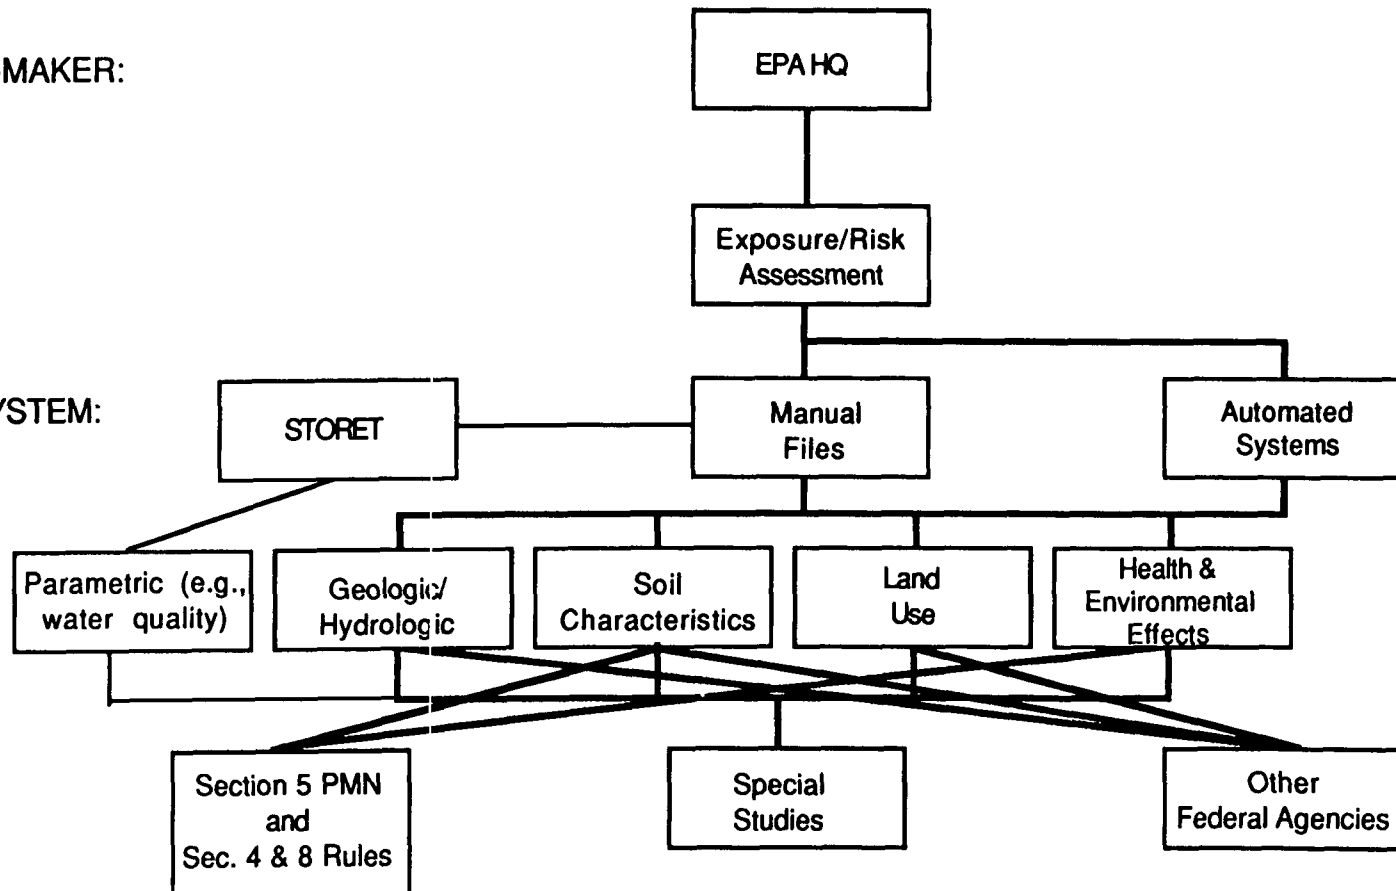 -MAKER:
EPA HQ
Exposure/Risk
Assessment
YSTEM:
STORET
Manual
Files
Automated
Systems
Parametric (e.g.,
water quality)
Geologic/
Hydrologic
Soil
Characteristics
Land
Use
Health &
Environmental
Effects
Section 5 PMN
and
Sec. 4 & 8 Rules
Special
Studies
Other
Federal Agencies